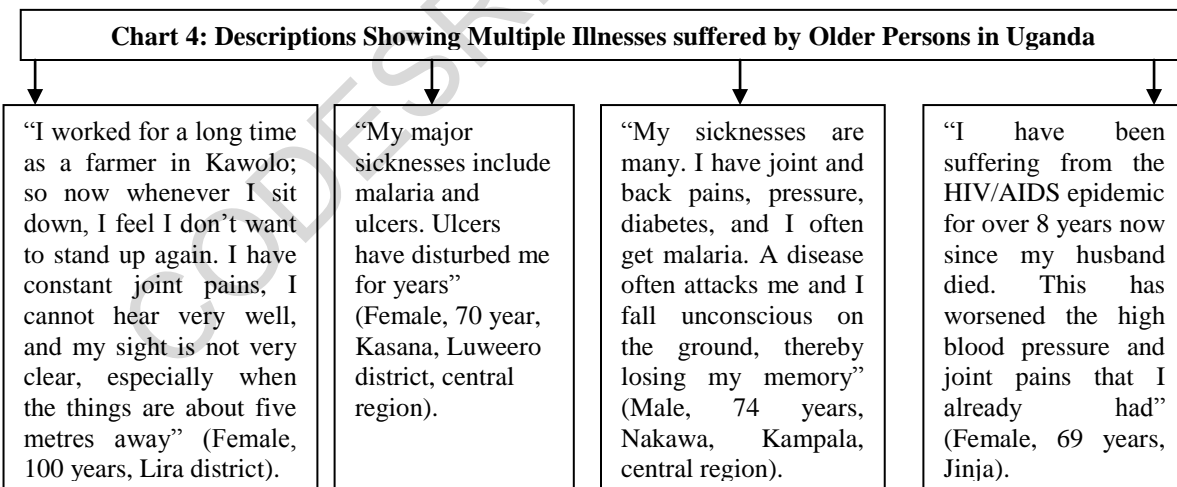 Chart 4: Descriptions Showing Multiple Illnesses suffered by Older Persons in Uganda
“I worked for a long time
as a farmer in Kawolo;
so now whenever I sit
down, I feel I don’t want
to stand up again. I have
constant joint pains, I
cannot hear very well,
and my sight is not very
clear, especially when
the things are about five
metres away” (Female,
100 years, Lira district).
“My major
sicknesses include
malaria and
ulcers. Ulcers
have disturbed me
for years”
(Female, 70 year,
Kasana, Luweero
district, central
region).
“My sicknesses are
many. I have joint and
back pains, pressure,
diabetes, and I often
get malaria. A disease
often attacks me and I
fall unconscious on
the ground, thereby
losing my memory”
(Male, 74 years,
Nakawa, Kampala,
central region).
“I have been
suffering from the
HIV/AIDS epidemic
for over 8 years now
since my husband
died. This has
worsened the high
blood pressure and
joint pains that I
already had”
(Female, 69 years,
Jinja).
CODESR